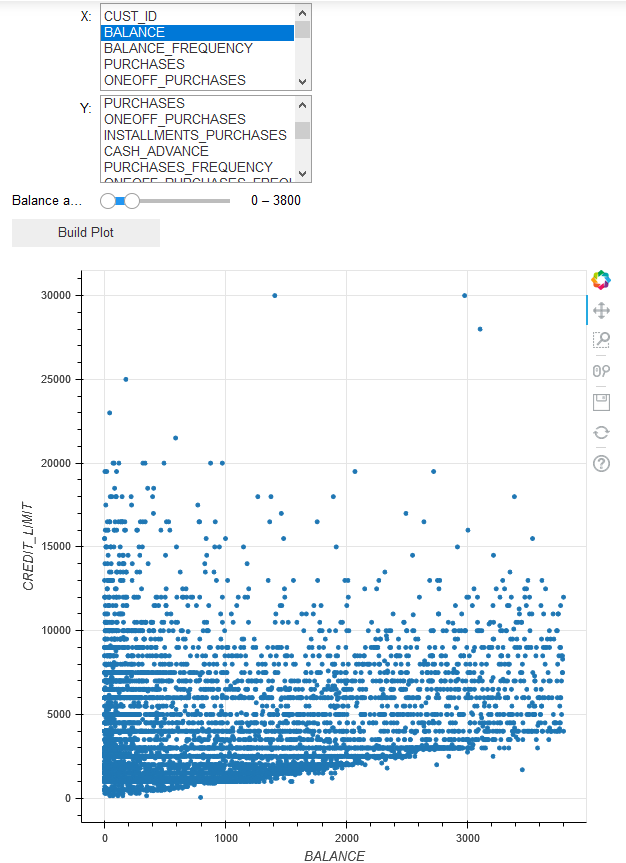 X: CUST_ID
BALANCE
BALANCE_FREQUENCY
PURCHASES
ONEOFF_PURCHASES
Y: PURCHASES
ONEOFF_PURCHASES
INSTALLMENTS_PURCHASES
CASH_ADVANCE
PURCHASES_FREQUENCY
Balance a... 0 – 3800
Build Plot
30000
25000
20000
15000
10000
5000
0
CREDIT_LIMIT
0 1000 2000 3000
BALANCE